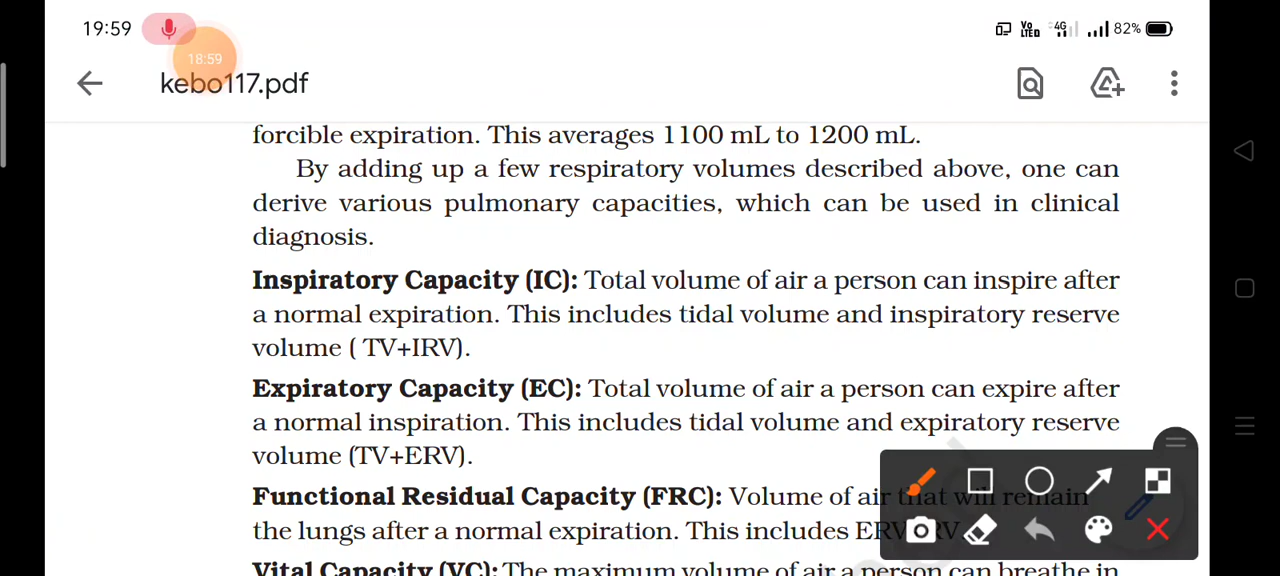 19:59
18:59
Vo LTE 4G 82%
kebo117.pdf
forcible expiration. This averages 1100 mL to 1200 mL.
By adding up a few respiratory volumes described above, one can
derive various pulmonary capacities, which can be used in clinical
diagnosis.
Inspiratory Capacity (IC): Total volume of air a person can inspire after
a normal expiration. This includes tidal volume and inspiratory reserve
volume ( TV+IRV).
Expiratory Capacity (EC): Total volume of air a person can expire after
a normal inspiration. This includes tidal volume and expiratory reserve
volume (TV+ERV).
Functional Residual Capacity (FRC): Volume of air that will remain
the lungs after a normal expiration. This includes
Vital Capacity (VC): The maximum volume of air a person can breathe in